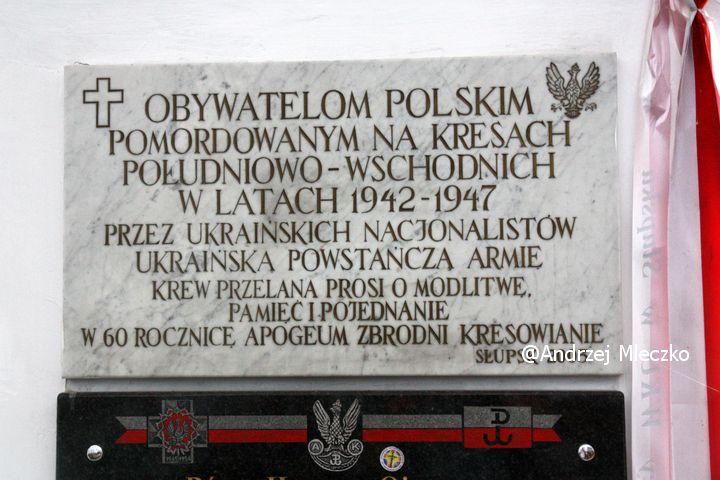 OBYWATELOM POLSKIM
POMORDOWANYM NA KRESACH
POŁUDNIOWO-WSCHODNICH
W LATACH 1942-1947
PRZEZ UKRAIŃSKICH NACJONALISTÓW
UKRAIŃSKĄ POWSTAŃCZĄ ARMIĘ
KREW PRZELANA PROSI O MODLITWĘ,
PAMIĘĆ I POJEDNANIE
W 60 ROCZNICĘ APOGEUM ZBRODNI KRESOWIANIE
SŁUPSK
@Andrzej Mleczko
AK